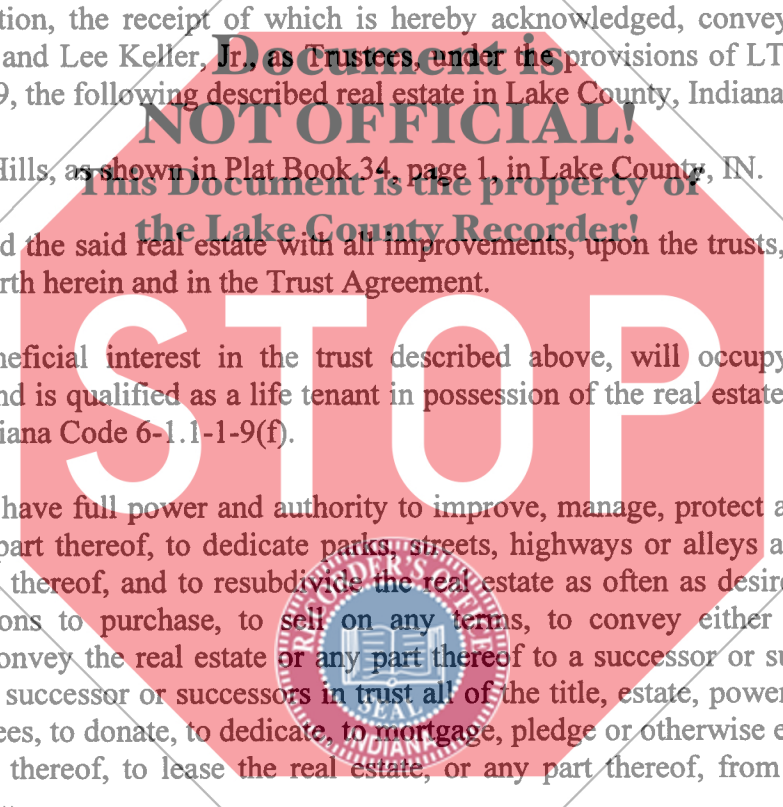 tion, the receipt of which is hereby acknowledged, convey
Document is
and Lee Keller, Jr., as Trustees, under the provisions of LT
9, the following described real estate in Lake County, Indiana
NOT OFFICIAL!
Hills, as shown in Plat Book 34, page 1, in Lake County, IN.
This Document is the property of
the Lake County Recorder!
d the said real estate with all improvements, upon the trusts,
rth herein and in the Trust Agreement.
STOP
neficial interest in the trust described above, will occupy
nd is qualified as a life tenant in possession of the real estate
iana Code 6-1.1-1-9(f).
have full power and authority to improve, manage, protect a
part thereof, to dedicate parks, streets, highways or alleys a
thereof, and to resubdivide the real estate as often as desire
ons to purchase, to sell on any terms, to convey either
onvey the real estate or any part thereof to a successor or su
successor or successors in trust all of the title, estate, power
ees, to donate, to dedicate, to mortgage, pledge or otherwise e
thereof, to lease the real estate, or any part thereof, from
RECORDER'S OFFICE
SEAL
INDIANA